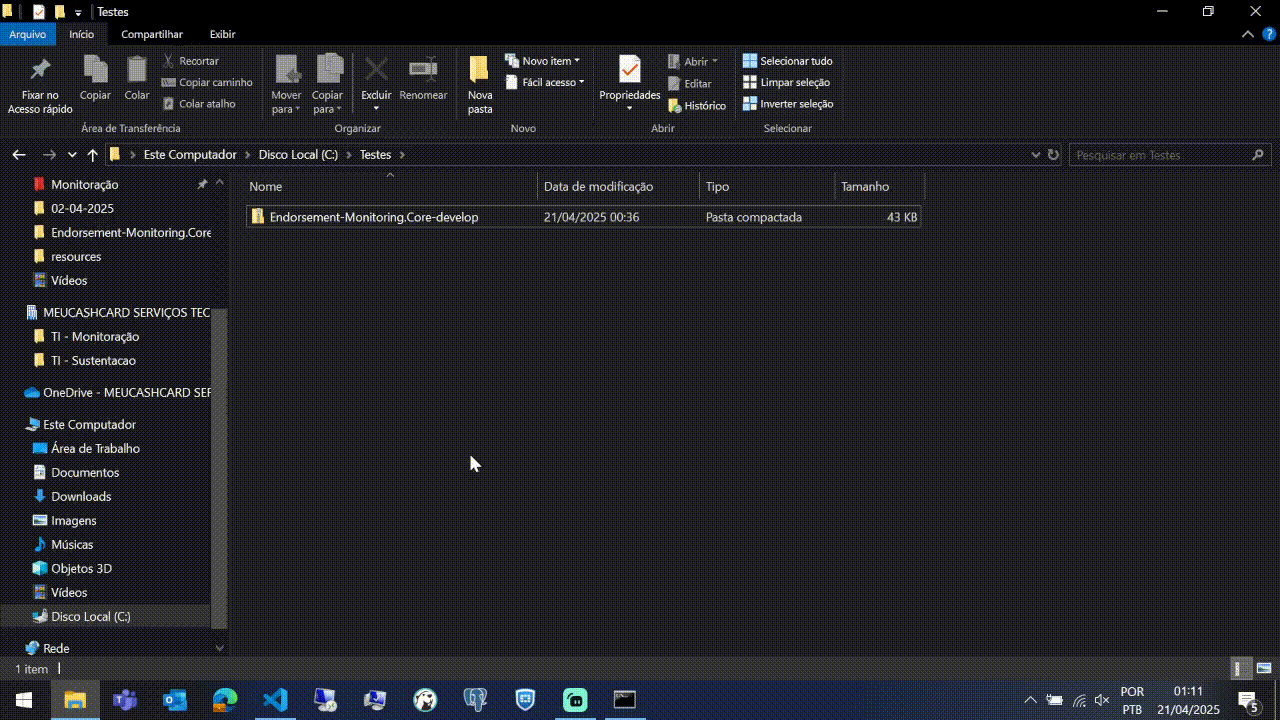 Testes
Arquivo
Início
Compartilhar
Exibir
Fixar no
Acesso rápido
Copiar
Colar
Recortar
Copiar caminho
Colar atalho
Área de Transferência
Mover
para
Copiar
para
Excluir
Renomear
Organizar
Nova
pasta
Novo item
Fácil acesso
Novo
Propriedades
Abrir
Editar
Histórico
Abrir
Selecionar tudo
Limpar seleção
Inverter seleção
Selecionar
Este Computador
Disco Local (C:)
Testes
Pesquisar em Testes
Monitoração
02-04-2025
Endorsement-Monitoring.Core
resources
Vídeos
MEUCASHCARD SERVIÇOS TEC
TI - Monitoração
TI - Sustentacao
OneDrive - MEUCASHCARD SER
Este Computador
Área de Trabalho
Documentos
Downloads
Imagens
Músicas
Objetos 3D
Vídeos
Disco Local (C:)
Rede
Nome Data de modificação Tipo Tamanho
Endorsement-Monitoring.Core-develop 21/04/2025 00:36 Pasta compactada 43 KB
1 item
POR
PTB
01:11
21/04/2025
5